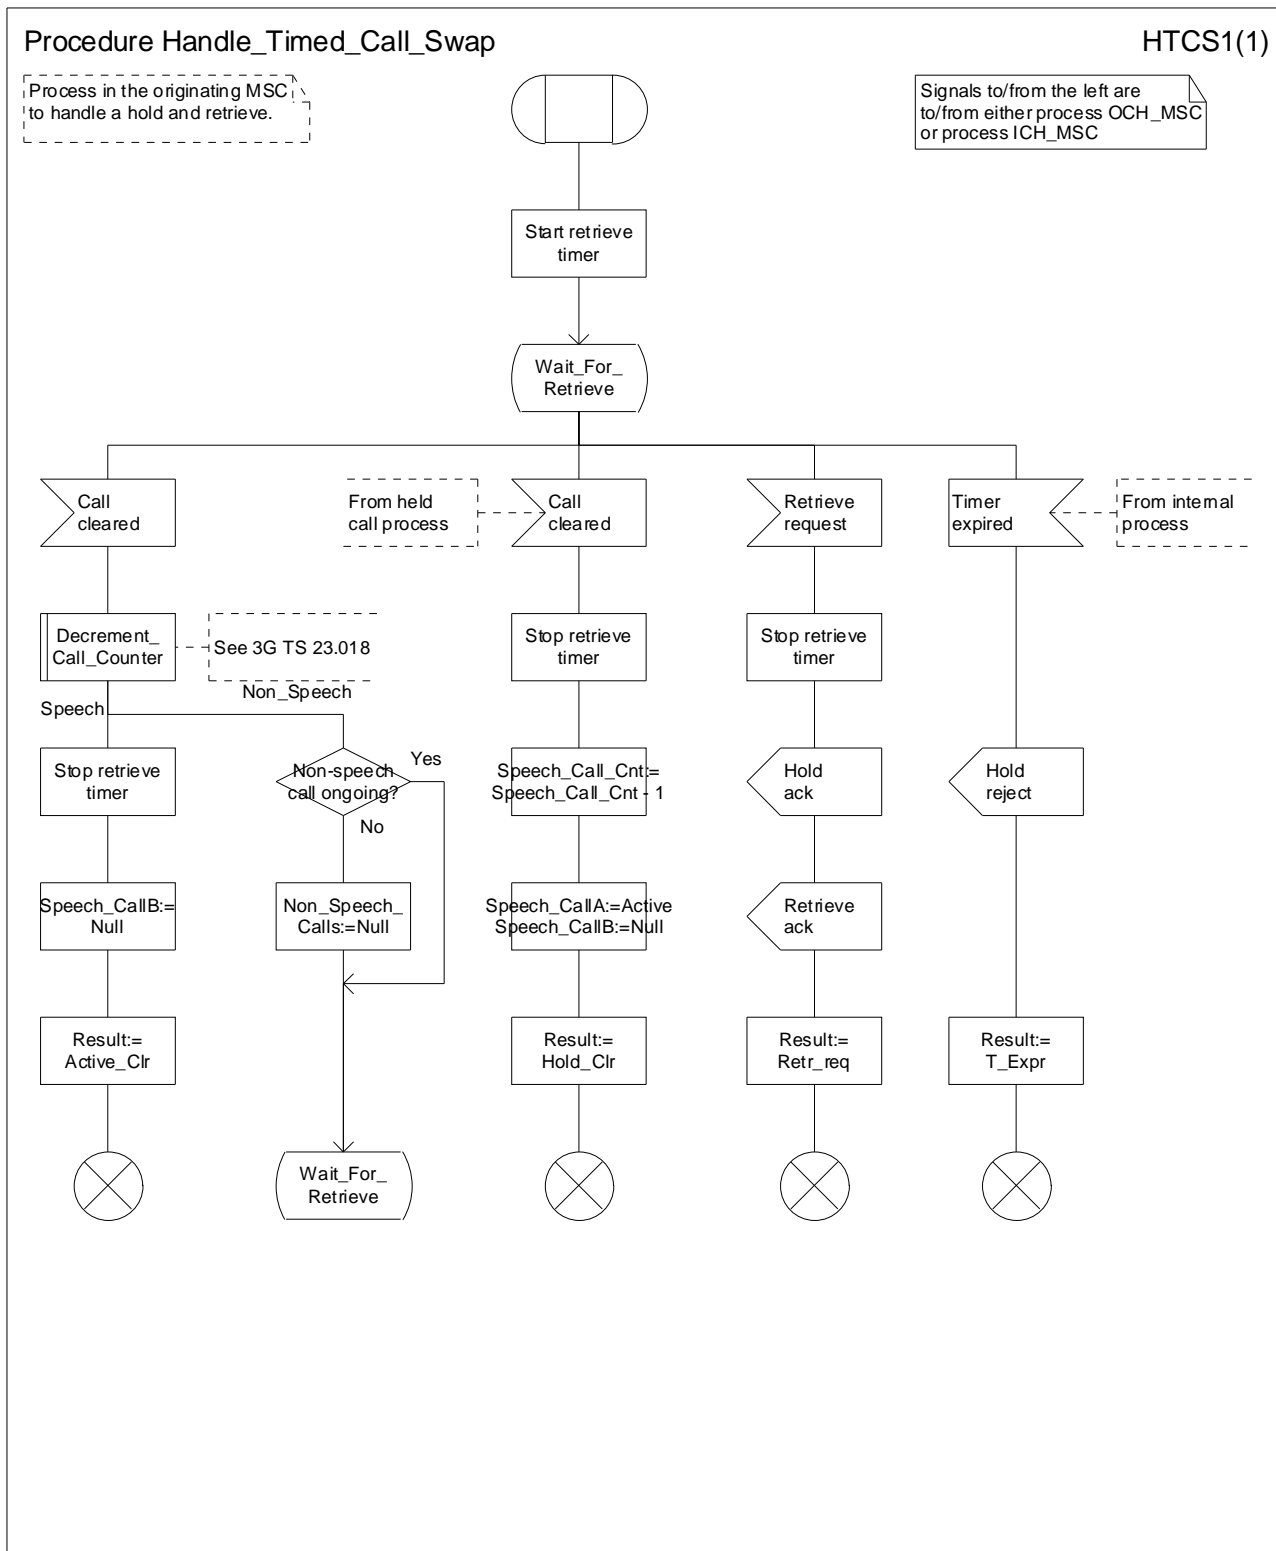 Procedure Handle_Timed_Call_Swap
HTCS1(1)
Process in the originating MSC
to handle a hold and retrieve.
Signals to/from the left are
to/from either process OCH_MSC
or process ICH_MSC
Start retrieve
timer
Wait_For_
Retrieve
Call
cleared
From held
call process
Call
cleared
Retrieve
request
Timer
expired
From internal
process
Decrement_
Call_Counter
See 3G TS 23.018
Stop retrieve
timer
Stop retrieve
timer
Speech
Non_Speech
Stop retrieve
timer
Non-speech
call ongoing?
Yes
No
Speech_Call_Cnt:=
Speech_Call_Cnt - 1
Hold
ack
Hold
reject
Speech_CallB:=
Null
Non_Speech_
Calls:=Null
Speech_CallA:=Active
Speech_CallB:=Null
Retrieve
ack
Result:=
Active_Clr
Result:=
Hold_Clr
Result:=
Retr_req
Result:=
T_Expr
Wait_For_
Retrieve